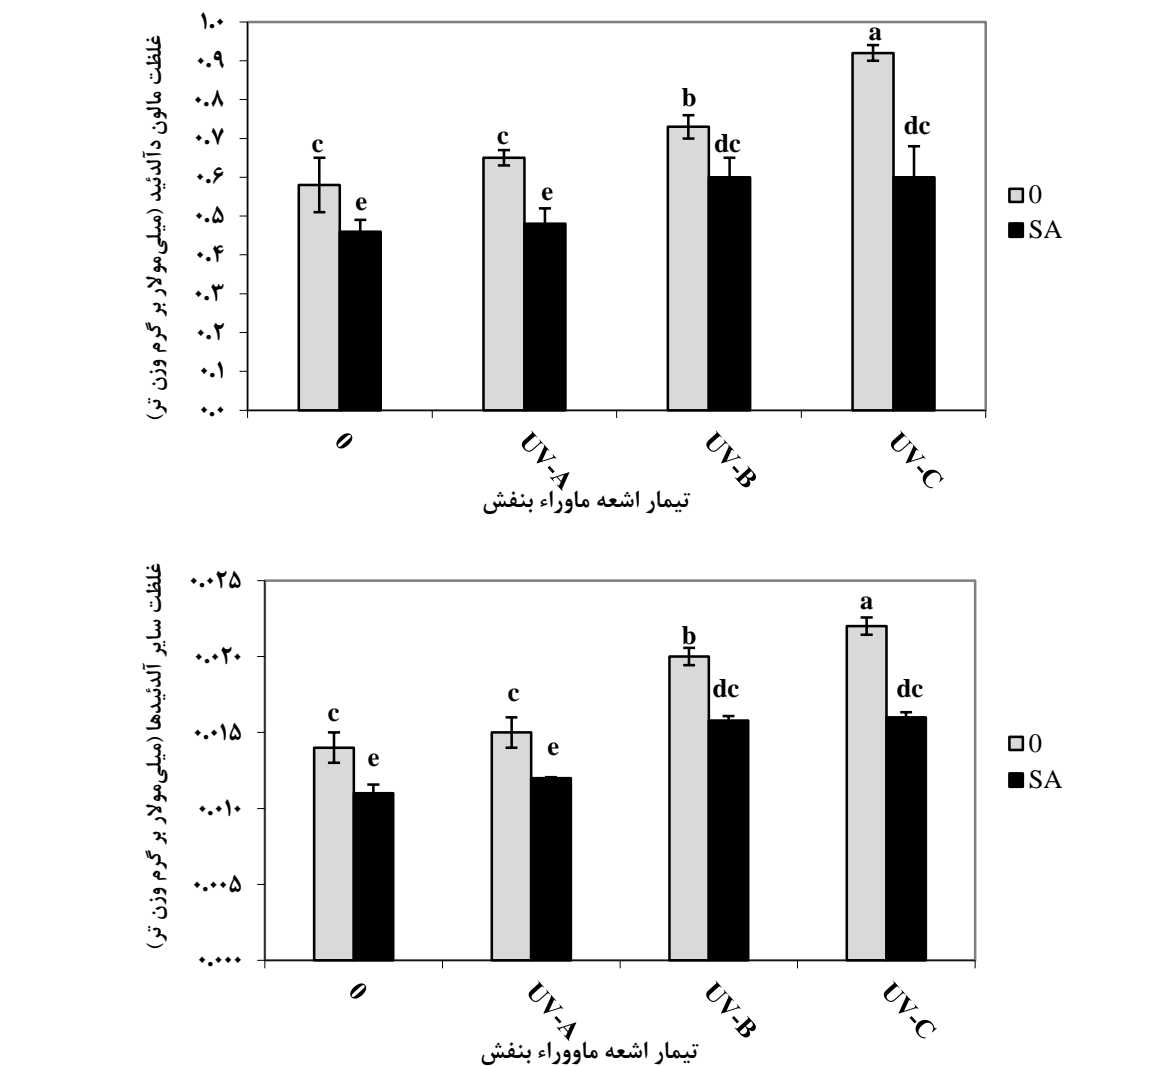 غلظت مالون دآلدئید (میلی‌مولار بر گرم وزن تر)
۱.۰
۰.۹
۰.۸
۰.۷
۰.۶
۰.۵
۰.۴
۰.۳
۰.۲
۰.۱
۰.۰
c e c e b dc a dc
0 UV-A UV-B UV-C
تیمار اشعه ماوراء بنفش
0
SA
غلظت سایر آلدئیدها (میلی‌مولار بر گرم وزن تر)
۰.۰۲۵
۰.۰۲۰
۰.۰۱۵
۰.۰۱۰
۰.۰۰۵
۰.۰۰۰
c e c e b dc a dc
0 UV-A UV-B UV-C
تیمار اشعه ماووراء بنفش
0
SA